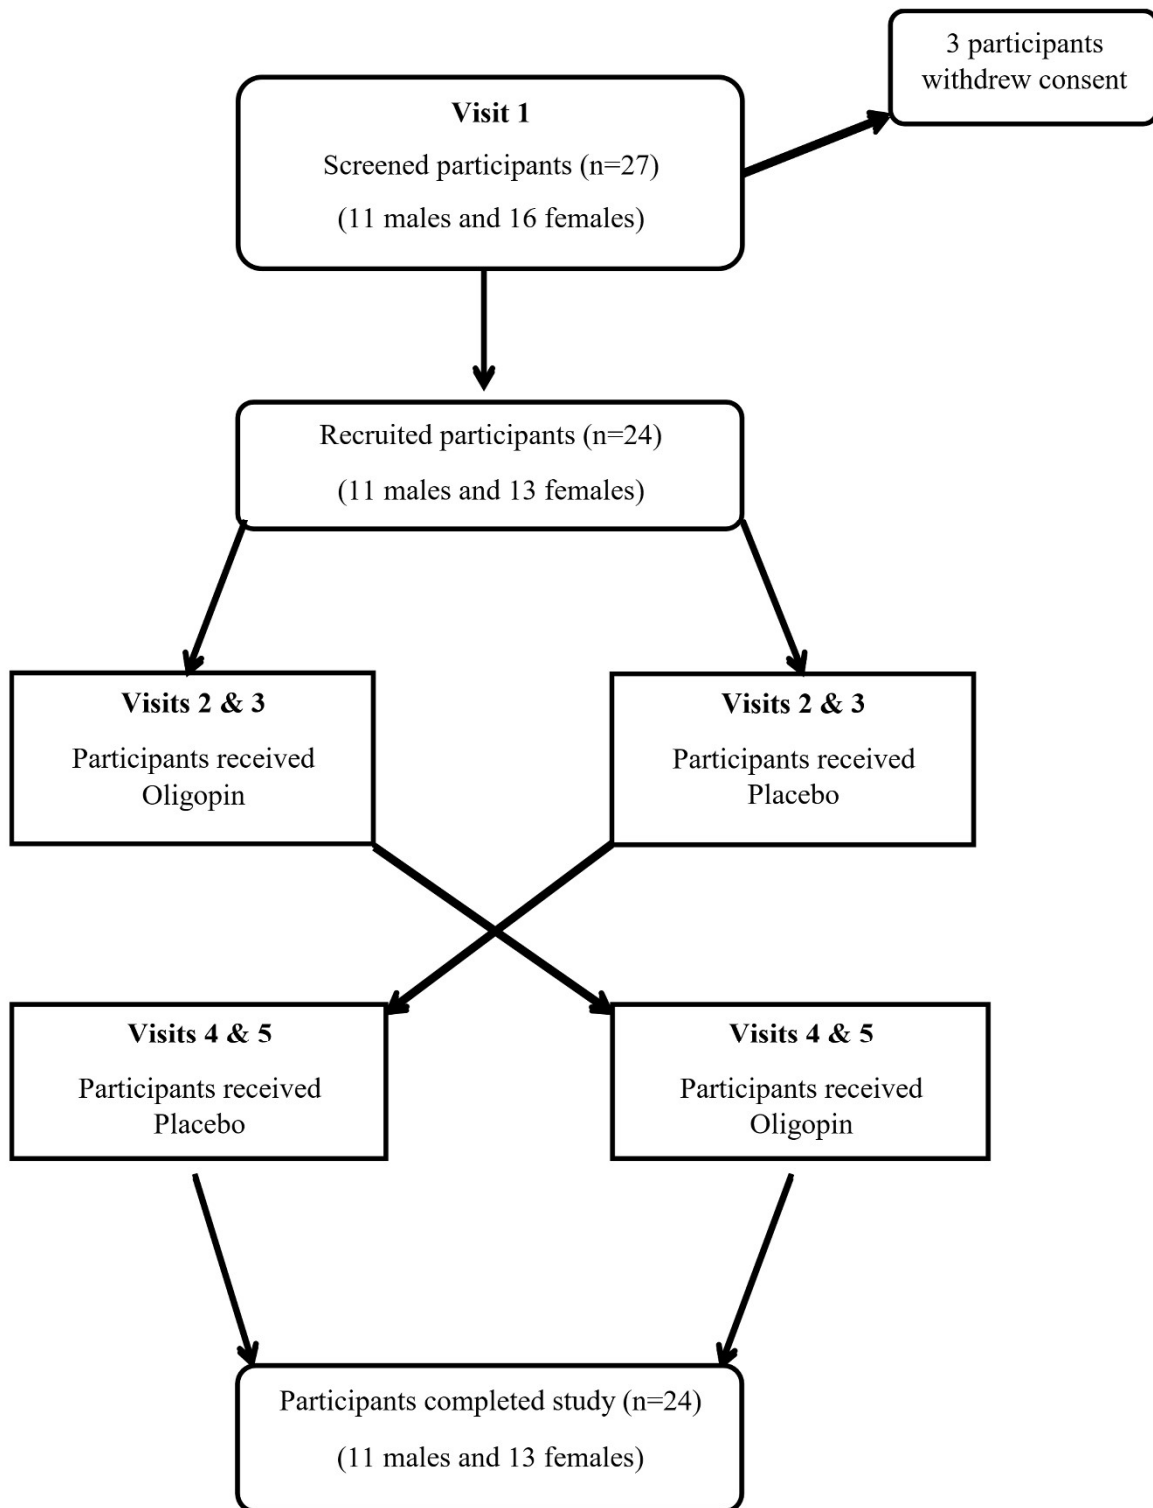 3 participants
withdrew consent
Visit 1
Screened participants (n=27)
(11 males and 16 females)
Recruited participants (n=24)
(11 males and 13 females)
Visits 2 & 3
Participants received
Oligopin
Visits 2 & 3
Participants received
Placebo
Visits 4 & 5
Participants received
Placebo
Visits 4 & 5
Participants received
Oligopin
Participants completed study (n=24)
(11 males and 13 females)